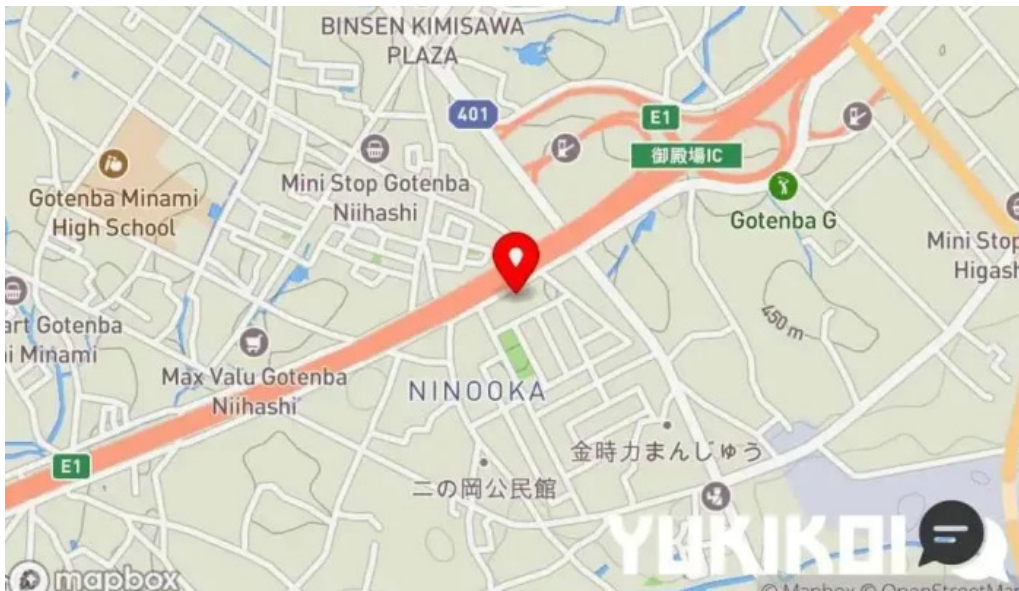 BINSEN KIMISAWA
PLAZA
401
E1
御殿場IC
Mini Stop Gotenba
Niihashi
Gotenba Minami
High School
Gotenba G
Mini Stop
Higash
450 m
art Gotenba
i Minami
Max Valu Gotenba
Niihashi
NINOOKA
金時力まんじゅう
E1
二の岡公民館
YUKIKOI
mapbox
© Mapbox © OpenStreetMap